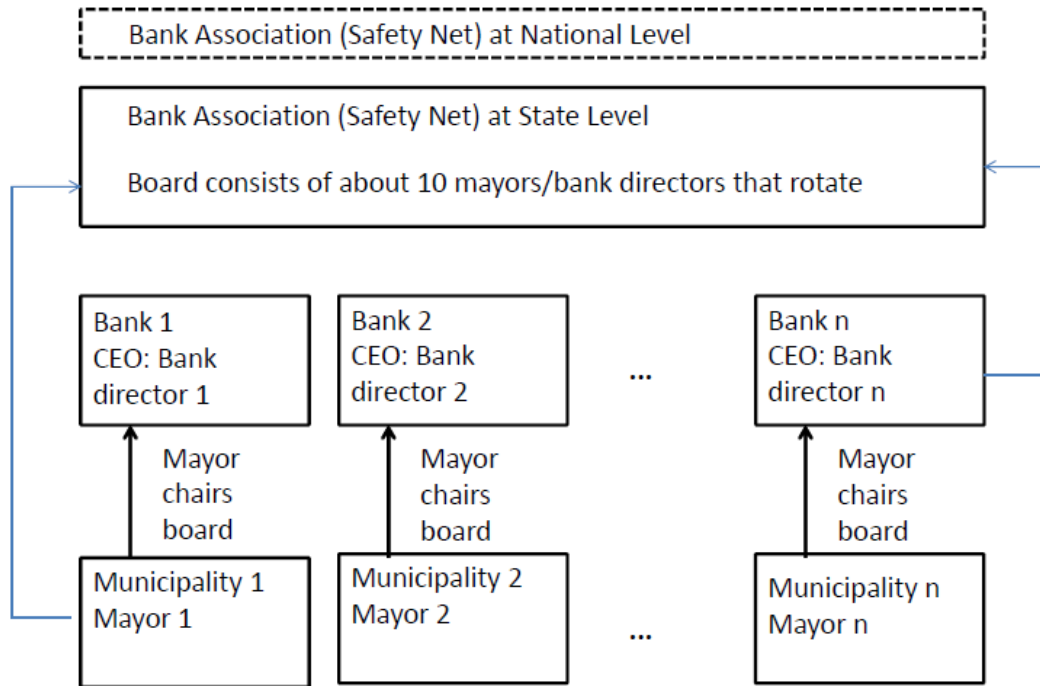 Bank Association (Safety Net) at National Level
Bank Association (Safety Net) at State Level
Board consists of about 10 mayors/bank directors that rotate
Bank 1
CEO: Bank
director 1
Bank 2
CEO: Bank
director 2
...
Bank n
CEO: Bank
director n
Mayor
chairs
board
Mayor
chairs
board
Mayor
chairs
board
Municipality 1
Mayor 1
Municipality 2
Mayor 2
...
Municipality n
Mayor n